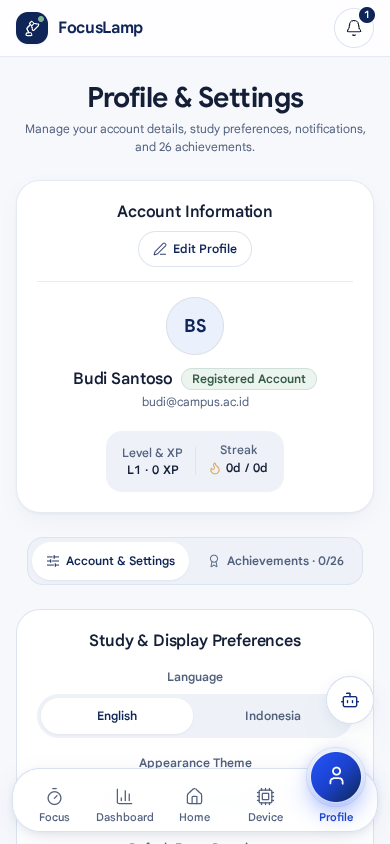 FocusLamp
1
Profile & Settings
Manage your account details, study preferences, notifications,
and 26 achievements.
Account Information
Edit Profile
BS
Budi Santoso
Registered Account
budi@campus.ac.id
Level & XP
L1 · 0 XP
Streak
0d / 0d
Account & Settings
Achievements · 0/26
Study & Display Preferences
Language
English
Indonesia
Appearance Theme
Focus
Dashboard
Home
Device
Profile